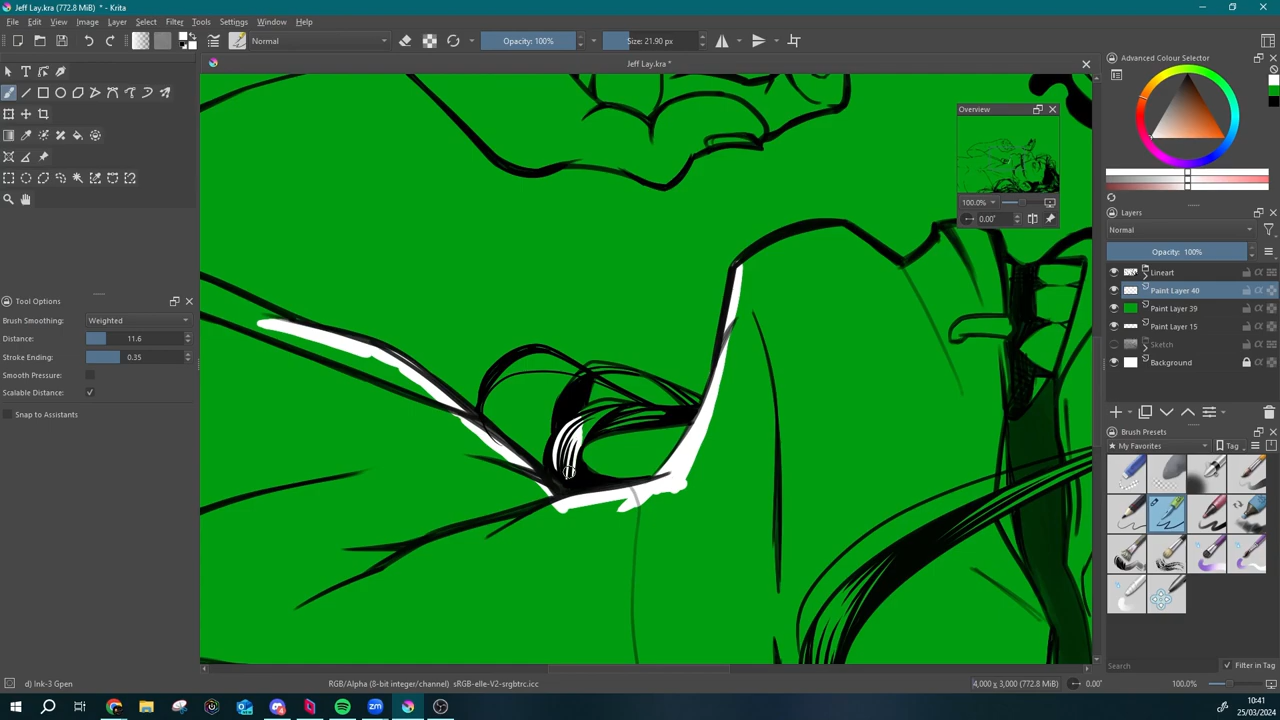 Jeff Lay.kra (772.8 MiB) * - Krita
File Edit View Image Layer Select Filter Tools Settings Window Help
Normal
Opacity: 100%
Size: 21.90 px
Jeff Lay.kra *
Tool Options
Brush Smoothing: Weighted
Distance: 11.6
Stroke Ending: 0.35
Smooth Pressure:
Scalable Distance:
Snap to Assistants
Overview
100.0%
0.00°
Advanced Colour Selector
Layers
Normal
Opacity: 100%
Lineart
Paint Layer 40
Paint Layer 39
Paint Layer 15
Sketch
Background
Brush Presets
My Favorites
Tag
Search
Filter in Tag
d) Ink-3 Gpen
RGB/Alpha (8-bit integer/channel) sRGB-elle-V2-srgbtrc.icc
4,000 x 3,000 (772.8 MiB)
0.00°
100.0%
zm
10:41
25/03/2024